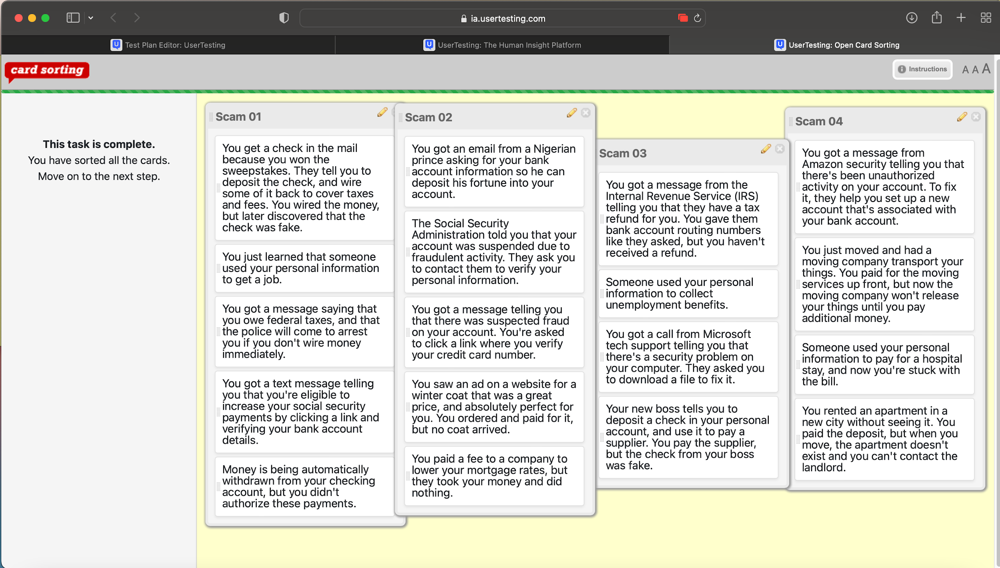 ia.usertesting.com
Test Plan Editor: UserTesting
UserTesting: The Human Insight Platform
UserTesting: Open Card Sorting
card sorting
Instructions
A A A
This task is complete.
You have sorted all the cards.
Move on to the next step.
Scam 01
You get a check in the mail
because you won the
sweepstakes. They tell you to
deposit the check, and wire
some of it back to cover taxes
and fees. You wired the money,
but later discovered that the
check was fake.
You just learned that someone
used your personal information
to get a job.
You got a message saying that
you owe federal taxes, and that
the police will come to arrest
you if you don't wire money
immediately.
You got a text message telling
you that you're eligible to
increase your social security
payments by clicking a link and
verifying your bank account
details.
Money is being automatically
withdrawn from your checking
account, but you didn't
authorize these payments.
Scam 02
You got an email from a Nigerian
prince asking for your bank
account information so he can
deposit his fortune into your
account.
The Social Security
Administration told you that your
account was suspended due to
fraudulent activity. They ask you
to contact them to verify your
personal information.
You got a message telling you
that there was suspected fraud
on your account. You're asked
to click a link where you verify
your credit card number.
You saw an ad on a website for a
winter coat that was a great
price, and absolutely perfect for
you. You ordered and paid for it,
but no coat arrived.
You paid a fee to a company to
lower your mortgage rates, but
they took your money and did
nothing.
Scam 03
You got a message from the
Internal Revenue Service (IRS)
telling you that they have a tax
refund for you. You gave them
bank account routing numbers
like they asked, but you haven't
received a refund.
Someone used your personal
information to collect
unemployment benefits.
You got a call from Microsoft
tech support telling you that
there's a security problem on
your computer. They asked you
to download a file to fix it.
Your new boss tells you to
deposit a check in your personal
account, and use it to pay a
supplier. You pay the supplier,
but the check from your boss
was fake.
Scam 04
You got a message from
Amazon security telling you that
there's been unauthorized
activity on your account. To fix
it, they help you set up a new
account that's associated with
your bank account.
You just moved and had a
moving company transport your
things. You paid for the moving
services up front, but now the
moving company won't release
your things until you pay
additional money.
Someone used your personal
information to pay for a hospital
stay, and now you're stuck with
the bill.
You rented an apartment in a
new city without seeing it. You
paid the deposit, but when you
move, the apartment doesn't
exist and you can't contact the
landlord.